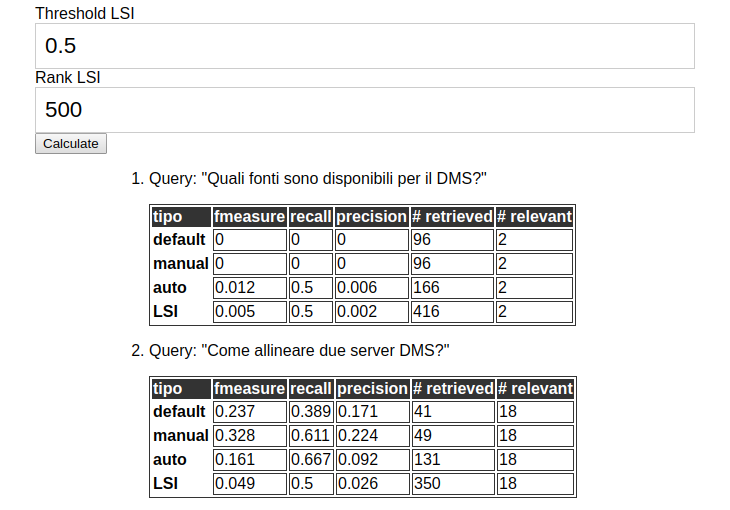 Threshold LSI
0.5
Rank LSI
500
Calculate
1. Query: "Quali fonti sono disponibili per il DMS?"
tipo fmeasure recall precision # retrieved # relevant
default 0 0 0 96 2
manual 0 0 0 96 2
auto 0.012 0.5 0.006 166 2
LSI 0.005 0.5 0.002 416 2
2. Query: "Come allineare due server DMS?"
tipo fmeasure recall precision # retrieved # relevant
default 0.237 0.389 0.171 41 18
manual 0.328 0.611 0.224 49 18
auto 0.161 0.667 0.092 131 18
LSI 0.049 0.5 0.026 350 18